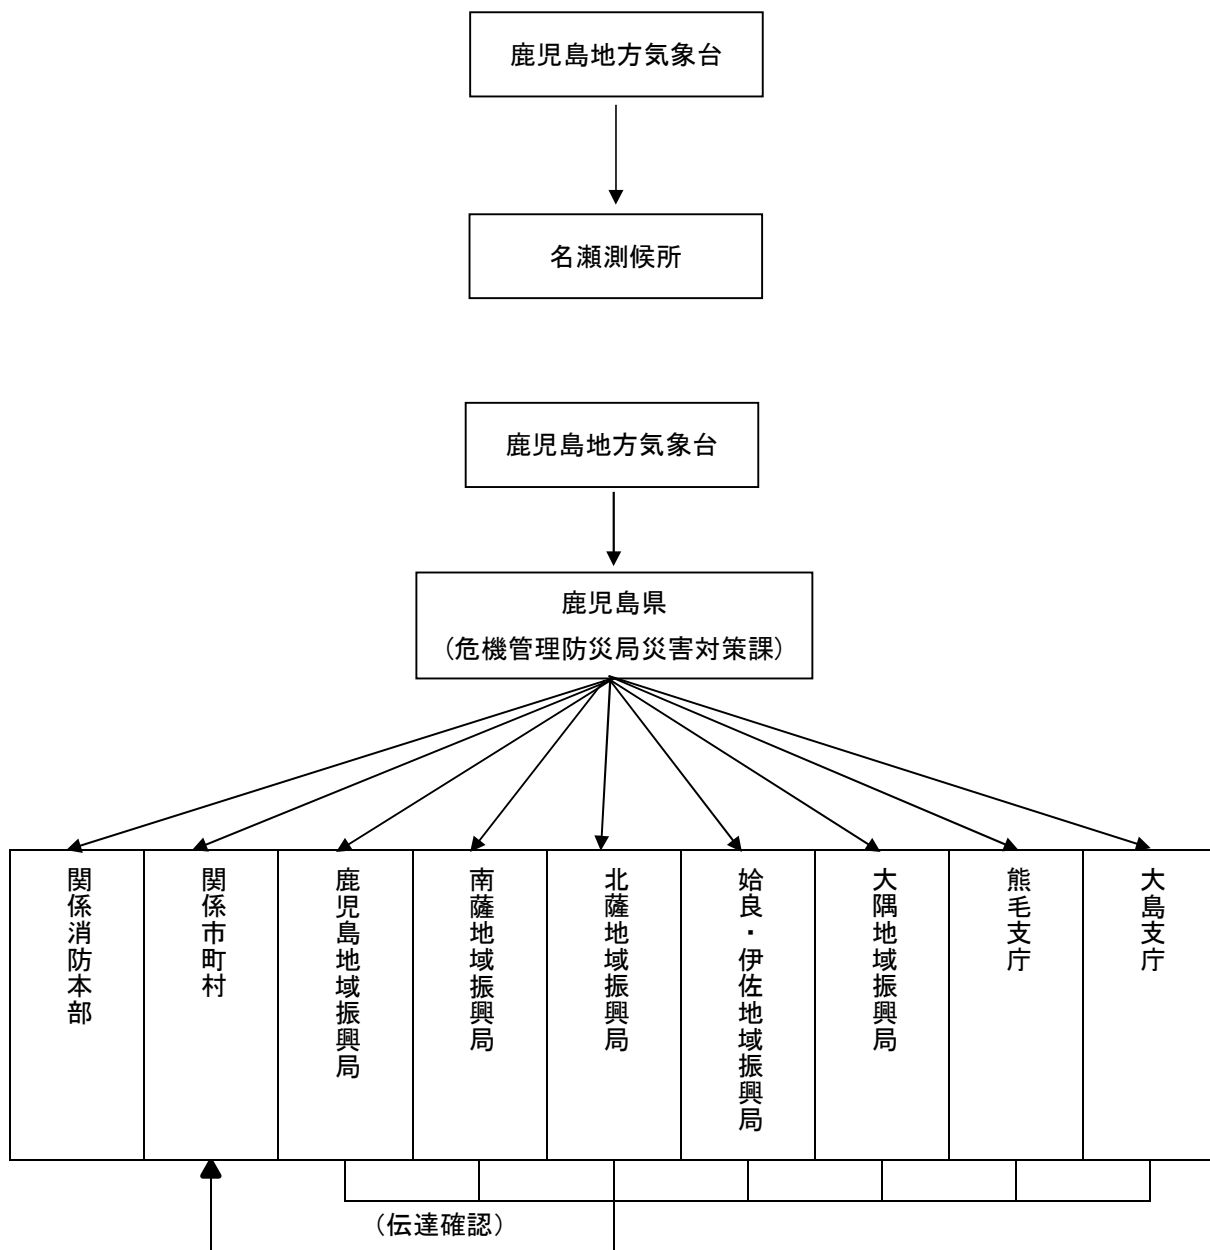 鹿児島地方気象台
名瀬測候所
鹿児島地方気象台
鹿児島県
（危機管理防災局災害対策課）
関係消防本部
関係市町村
鹿児島地域振興局
南薩地域振興局
北薩地域振興局
姶良・伊佐地域振興局
大隅地域振興局
熊毛支庁
大島支庁
（伝達確認）